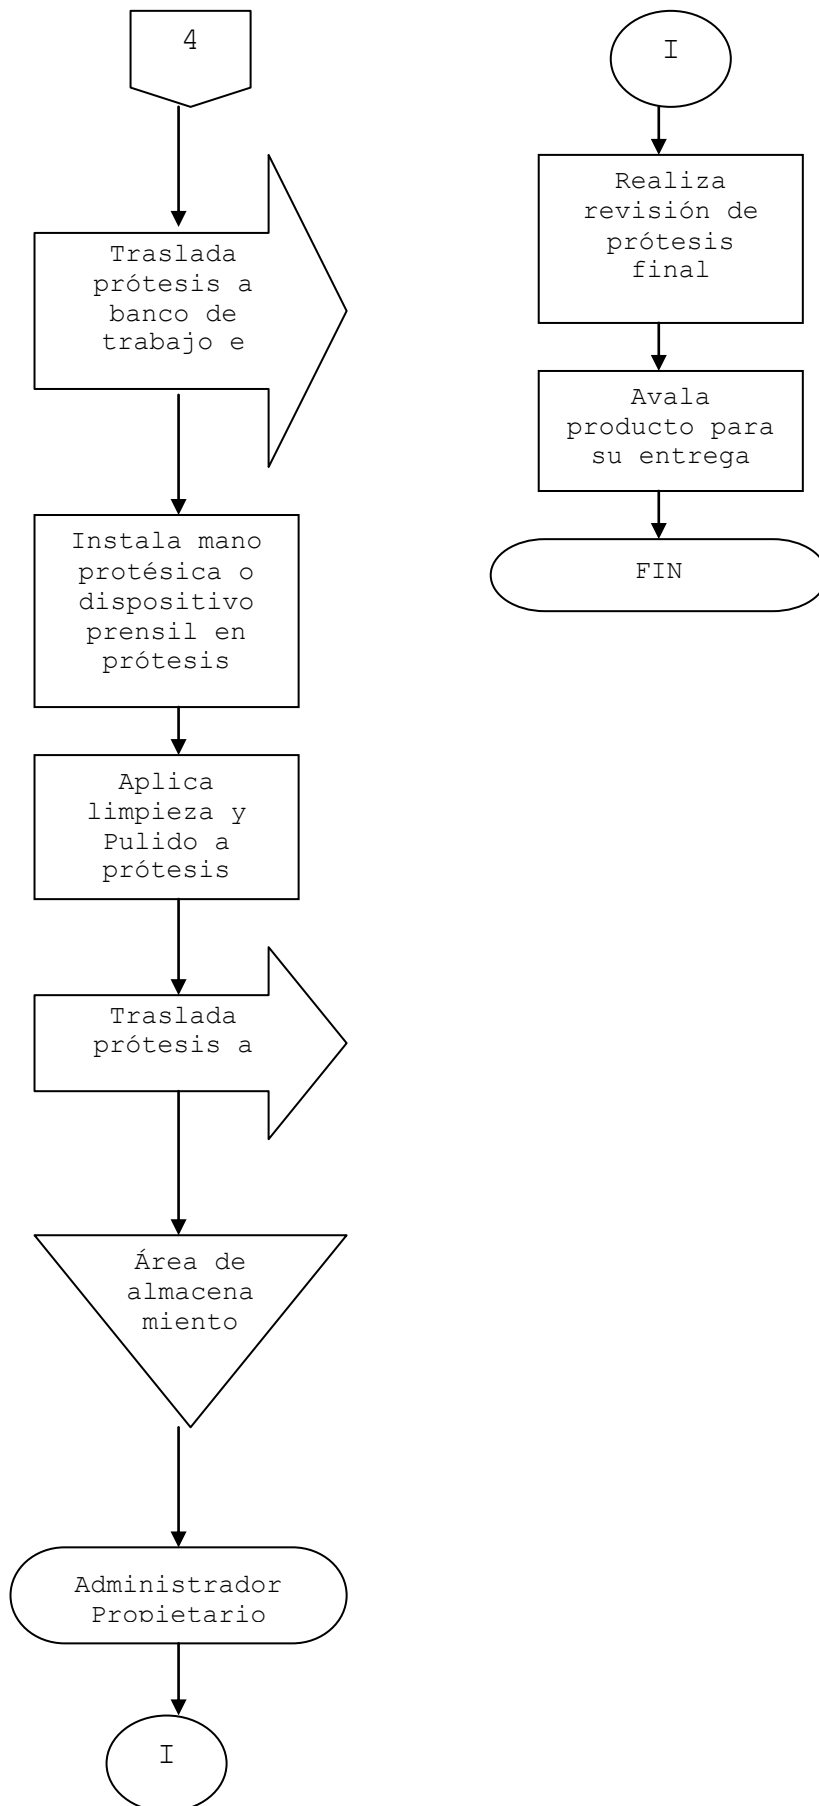 4
Traslada
prótesis a
banco de
trabajo e
Instala mano
protésica o
dispositivo
prensil en
prótesis
Aplica
limpieza y
Pulido a
prótesis
Traslada
prótesis a
Área de
almacena
miento
Administrador
Propietario
I
I
Realiza
revisión de
prótesis
final
Avala
producto para
su entrega
FIN